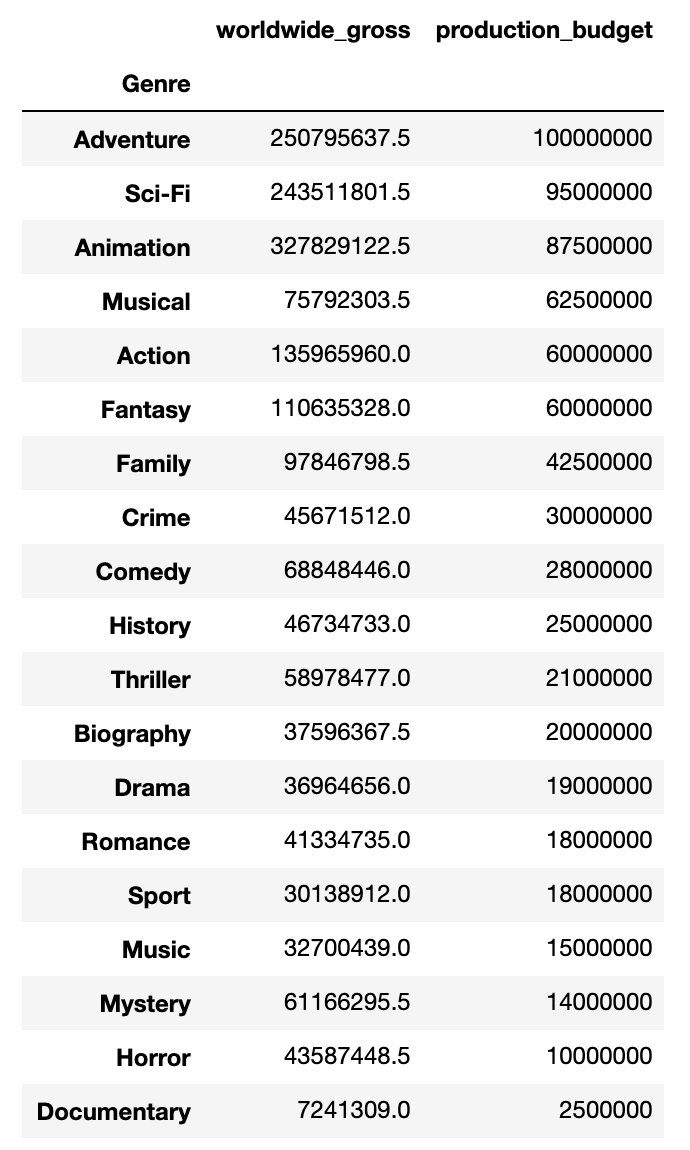 worldwide_gross production_budget
Genre
Adventure 250795637.5 100000000
Sci-Fi 243511801.5 95000000
Animation 327829122.5 87500000
Musical 75792303.5 62500000
Action 135965960.0 60000000
Fantasy 110635328.0 60000000
Family 97846798.5 42500000
Crime 45671512.0 30000000
Comedy 68848446.0 28000000
History 46734733.0 25000000
Thriller 58978477.0 21000000
Biography 37596367.5 20000000
Drama 36964656.0 19000000
Romance 41334735.0 18000000
Sport 30138912.0 18000000
Music 32700439.0 15000000
Mystery 61166295.5 14000000
Horror 43587448.5 10000000
Documentary 7241309.0 2500000